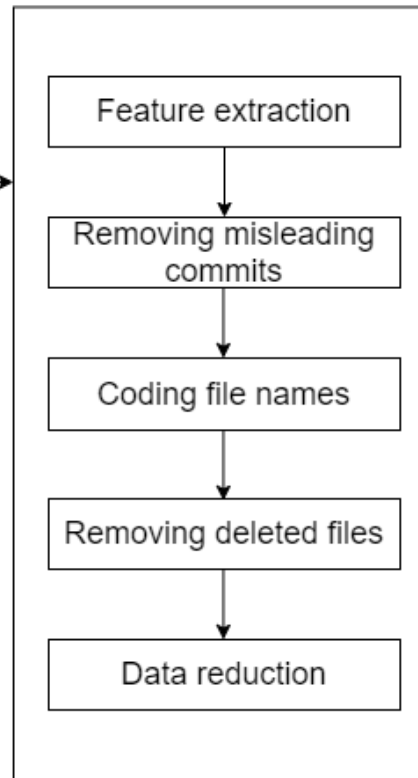 Feature extraction
Removing misleading
commits
Coding file names
Removing deleted files
Data reduction